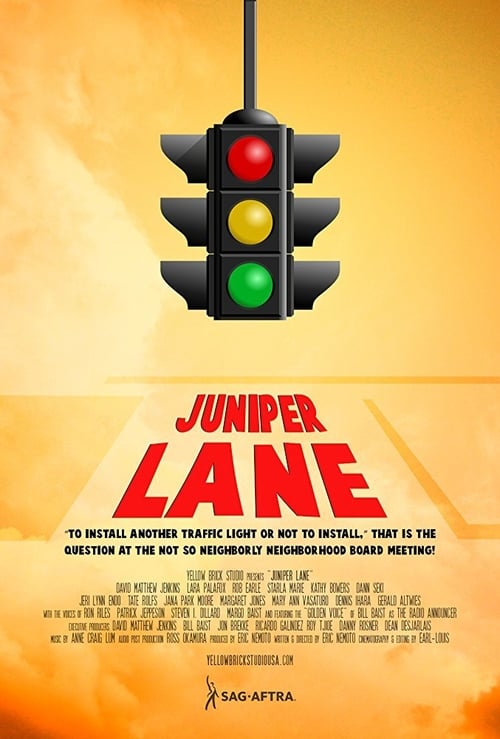 JUNIPER
LANE
"TO INSTALL ANOTHER TRAFFIC LIGHT OR NOT TO INSTALL," THAT IS THE
QUESTION AT THE NOT SO NEIGHBORLY NEIGHBORHOOD BOARD MEETING!
YELLOW BRICK STUDIO PRESENTS "JUNIPER LANE"
DAVID MATTHEW JENKINS LARA PALAFOX ROB EARLE STARLA MARIE KATHY BOWERS DANN SEKI
JERI LYNN ENDO TATE ROLFS JANA PARK MOORE MARGARET JONES MARY ANN VASATURO DENNIS IHARA GERALD ALTWIES
WITH THE VOICES OF RON RILES PATRICK JEPPESON STEVEN I. DILLARD MARGO BAIST AND FEATURING THE "GOLDEN VOICE" OF BILL BAIST AS THE RADIO ANNOUNCER
EXECUTIVE PRODUCERS DAVID MATTHEW JENKINS BILL BAIST JON BREKKE RICARDO GALINDEZ ROY TJIOE DANNY ROSNER DEAN DESJARLAIS
MUSIC BY ANNE CRAIG LUM AUDIO POST PRODUCTION ROSS OKAMURA PRODUCED BY ERIC NEMOTO WRITTEN & DIRECTED BY ERIC NEMOTO CINEMATOGRAPHY & EDITING BY EARL-LOUIS
YELLOWBRICKSTUDIOUSA.COM
SAG·AFTRA.